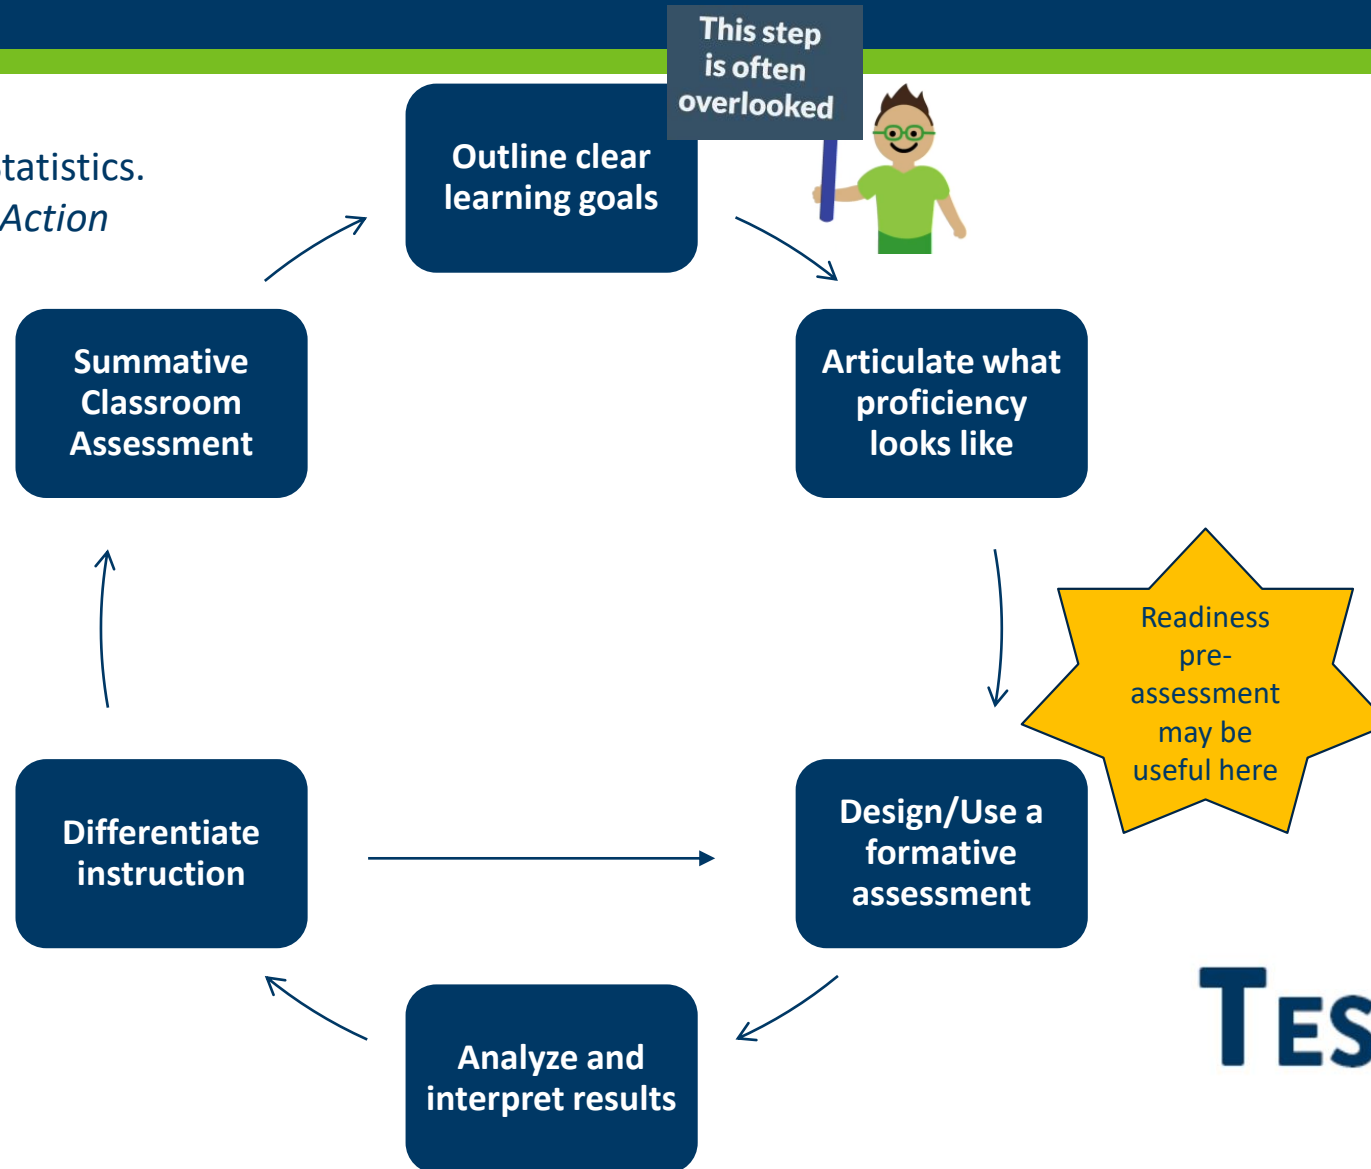 This step
is often
overlooked
Statistics.
Action
Outline clear
learning goals
Articulate what
proficiency
looks like
Readiness
pre-
assessment
may be
useful here
Design/Use a
formative
assessment
Analyze and
interpret results
Differentiate
instruction
Summative
Classroom
Assessment
TES